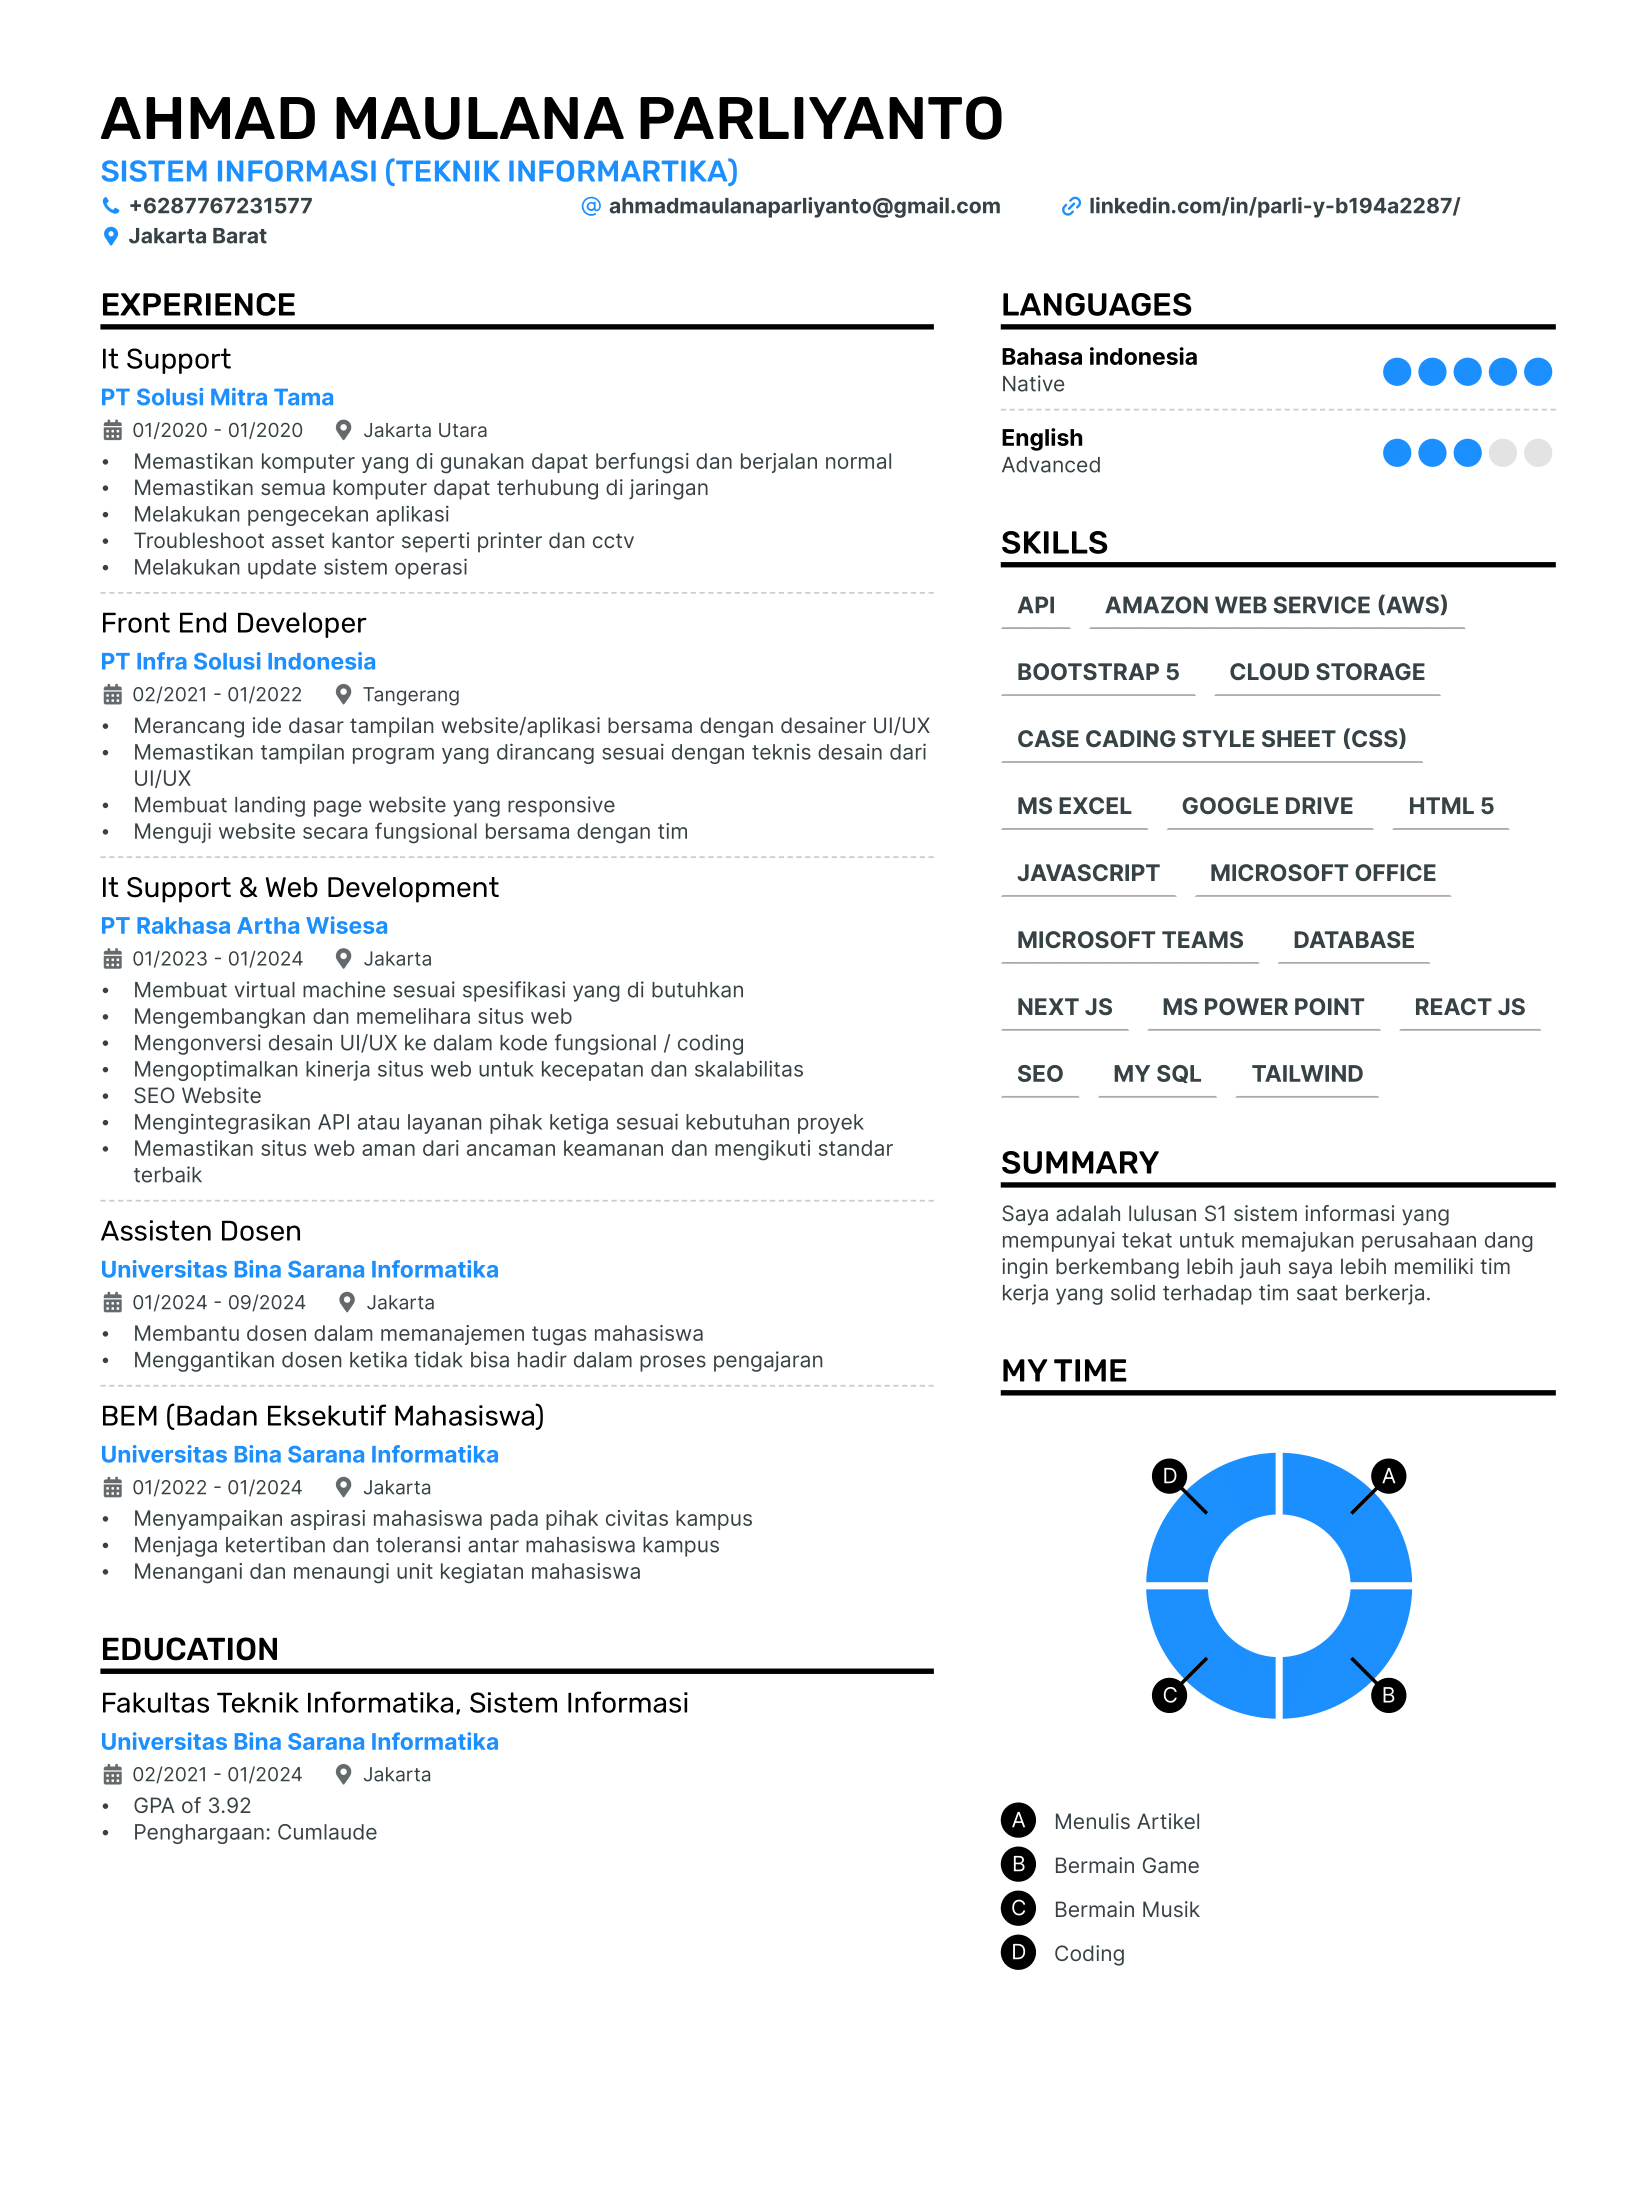 AHMAD MAULANA PARLIYANTO
SISTEM INFORMASI (TEKNIK INFORMARTIKA)
+6287767231577
@ ahmadmaulanaparliyanto@gmail.com
linkedin.com/in/parli-y-b194a2287/
Jakarta Barat
EXPERIENCE
It Support
PT Solusi Mitra Tama
01/2020 - 01/2020 Jakarta Utara
• Memastikan komputer yang di gunakan dapat berfungsi dan berjalan normal
• Memastikan semua komputer dapat terhubung di jaringan
• Melakukan pengecekan aplikasi
• Troubleshoot asset kantor seperti printer dan cctv
• Melakukan update sistem operasi
Front End Developer
PT Infra Solusi Indonesia
02/2021 - 01/2022 Tangerang
• Merancang ide dasar tampilan website/aplikasi bersama dengan desainer UI/UX
• Memastikan tampilan program yang dirancang sesuai dengan teknis desain dari
UI/UX
• Membuat landing page website yang responsive
• Menguji website secara fungsional bersama dengan tim
It Support & Web Development
PT Rakhasa Artha Wisesa
01/2023 - 01/2024 Jakarta
• Membuat virtual machine sesuai spesifikasi yang di butuhkan
• Mengembangkan dan memelihara situs web
• Mengonversi desain UI/UX ke dalam kode fungsional / coding
• Mengoptimalkan kinerja situs web untuk kecepatan dan skalabilitas
• SEO Website
• Mengintegrasikan API atau layanan pihak ketiga sesuai kebutuhan proyek
• Memastikan situs web aman dari ancaman keamanan dan mengikuti standar
terbaik
Assisten Dosen
Universitas Bina Sarana Informatika
01/2024 - 09/2024 Jakarta
• Membantu dosen dalam memanajemen tugas mahasiswa
• Menggantikan dosen ketika tidak bisa hadir dalam proses pengajaran
BEM (Badan Eksekutif Mahasiswa)
Universitas Bina Sarana Informatika
01/2022 - 01/2024 Jakarta
• Menyampaikan aspirasi mahasiswa pada pihak civitas kampus
• Menjaga ketertiban dan toleransi antar mahasiswa kampus
• Menangani dan menaungi unit kegiatan mahasiswa
EDUCATION
Fakultas Teknik Informatika, Sistem Informasi
Universitas Bina Sarana Informatika
02/2021 - 01/2024 Jakarta
• GPA of 3.92
• Penghargaan: Cumlaude
LANGUAGES
Bahasa indonesia
Native
English
Advanced
SKILLS
API AMAZON WEB SERVICE (AWS)
BOOTSTRAP 5 CLOUD STORAGE
CASE CADING STYLE SHEET (CSS)
MS EXCEL GOOGLE DRIVE HTML 5
JAVASCRIPT MICROSOFT OFFICE
MICROSOFT TEAMS DATABASE
NEXT JS MS POWER POINT REACT JS
SEO MY SQL TAILWIND
SUMMARY
Saya adalah lulusan S1 sistem informasi yang
mempunyai tekat untuk memajukan perusahaan dang
ingin berkembang lebih jauh saya lebih memiliki tim
kerja yang solid terhadap tim saat berkerja.
MY TIME
D A
C B
A Menulis Artikel
B Bermain Game
C Bermain Musik
D Coding